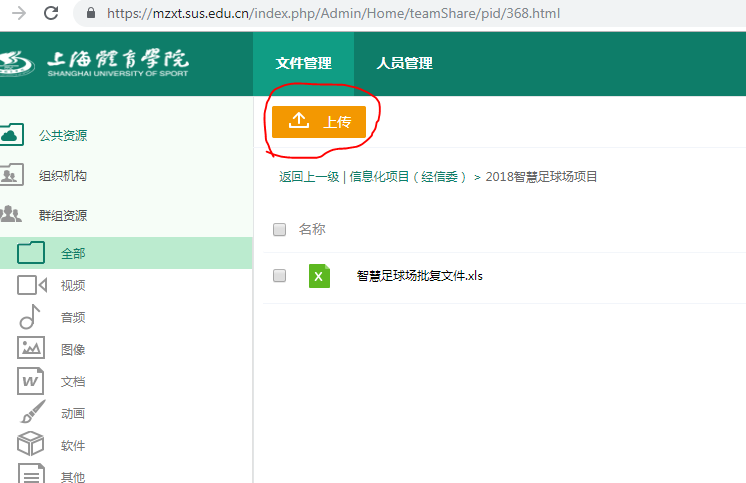 https://mzxt.sus.edu.cn/index.php/Admin/Home/teamShare/pid/368.html
上海體育學院
SHANGHAI UNIVERSITY OF SPORT
文件管理
人员管理
上传
公共资源
返回上一级 | 信息化项目（经信委） > 2018智慧足球场项目
组织机构
群组资源
名称
全部
X
智慧足球场批复文件.xls
视频
音频
图像
W
文档
动画
软件
其他